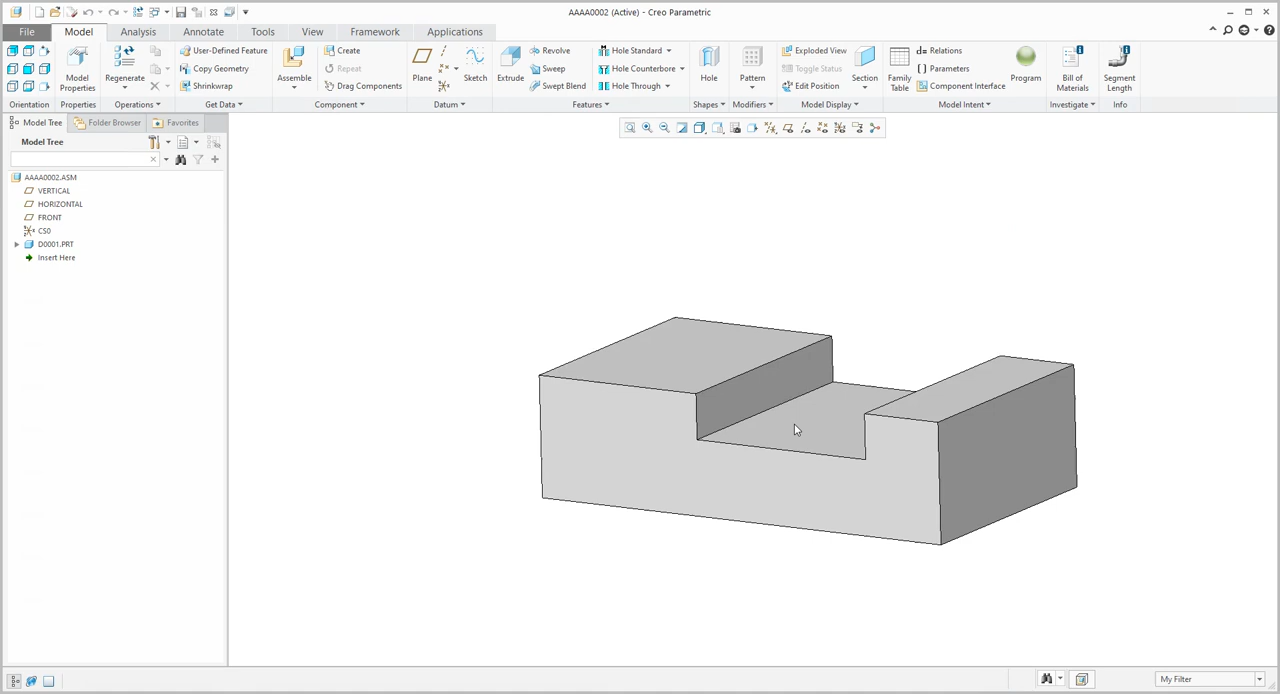 AAAA0002 (Active) - Creo Parametric
File Model Analysis Annotate Tools View Framework Applications
Model Properties
Regenerate
User-Defined Feature
Copy Geometry
Shrinkwrap
Assemble
Create
Repeat
Drag Components
Plane
Sketch
Extrude
Revolve
Sweep
Swept Blend
Hole Standard
Hole Counterbore
Hole Through
Hole
Pattern
Exploded View
Toggle Status
Edit Position
Section
Family Table
Relations
Parameters
Component Interface
Program
Bill of Materials
Segment Length
Orientation Properties Operations Get Data Component Datum Features Shapes Modifiers Model Display Model Intent Investigate Info
Model Tree Folder Browser Favorites
Model Tree
AAAA0002.ASM
VERTICAL
HORIZONTAL
FRONT
CS0
D0001.PRT
Insert Here
My Filter